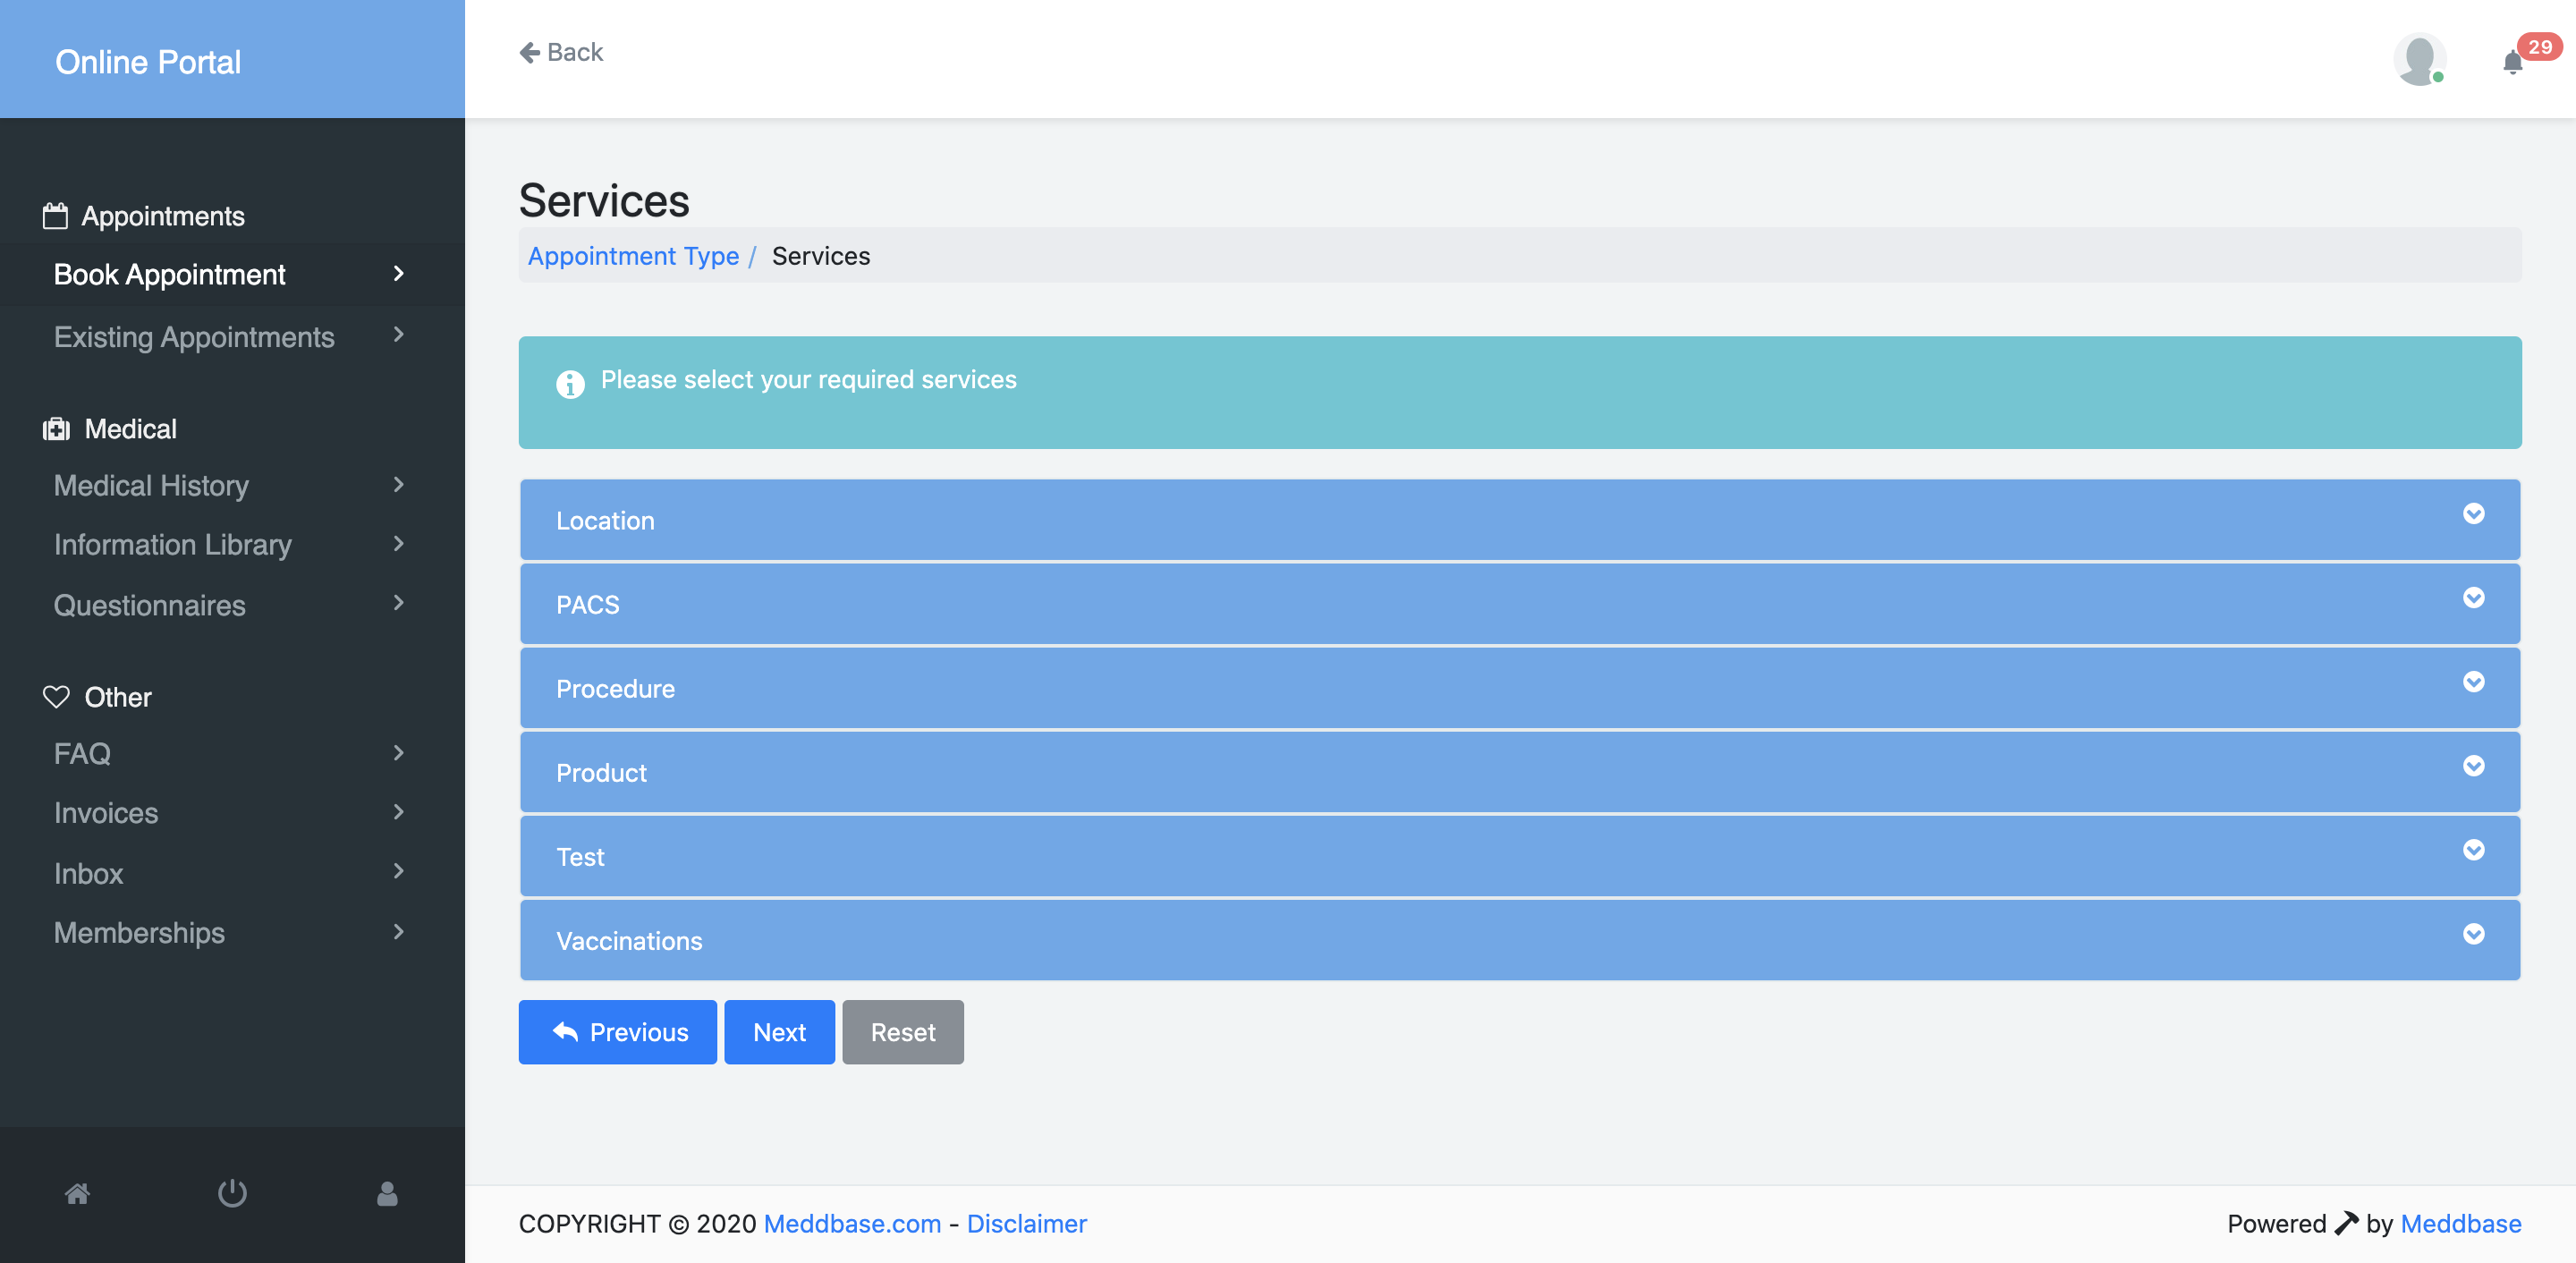 Online Portal
Back
29
Appointments
Book Appointment
Existing Appointments
Medical
Medical History
Information Library
Questionnaires
Other
FAQ
Invoices
Inbox
Memberships
Services
Appointment Type / Services
Please select your required services
Location
PACS
Procedure
Product
Test
Vaccinations
Previous
Next
Reset
COPYRIGHT © 2020 Meddbase.com - Disclaimer
Powered by Meddbase